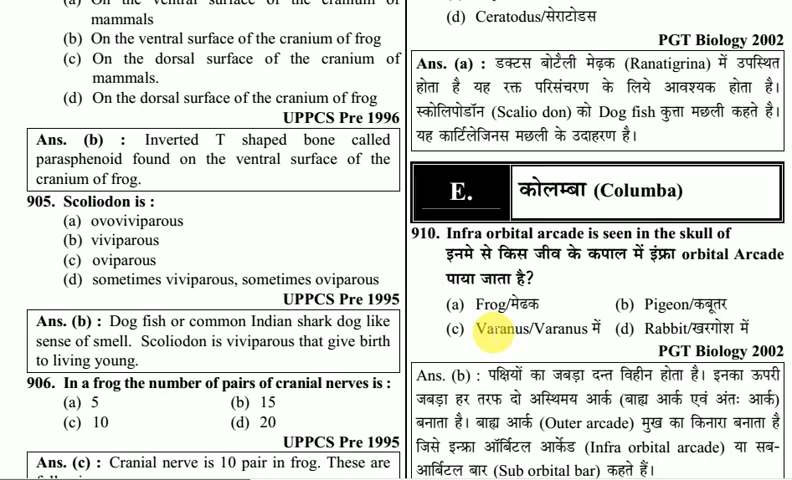 mammals
(b) On the ventral surface of the cranium of frog
(c) On the dorsal surface of the cranium of
mammals.
(d) On the dorsal surface of the cranium of frog
UPPCS Pre 1996
Ans. (b) : Inverted T shaped bone called
parasphenoid found on the ventral surface of the
cranium of frog.
905. Scoliodon is :
(a) ovoviviparous
(b) viviparous
(c) oviparous
(d) sometimes viviparous, sometimes oviparous
UPPCS Pre 1995
Ans. (b) : Dog fish or common Indian shark dog like
sense of smell. Scoliodon is viviparous that give birth
to living young.
906. In a frog the number of pairs of cranial nerves is :
(a) 5 (b) 15
(c) 10 (d) 20
UPPCS Pre 1995
Ans. (c) : Cranial nerve is 10 pair in frog. These are
(d) Ceratodus/सेराटोडस
PGT Biology 2002
Ans. (a) : डक्टस बोटैली मेढ़क (Ranatigrina) में उपस्थित
होता है यह रक्त परिसंचरण के लिये आवश्यक होता है।
स्कोलिपोडॉन (Scalio don) को Dog fish कुत्ता मछली कहते है।
यह कार्टिलेजिनस मछली के उदाहरण है।
E. कोलम्बा (Columba)
910. Infra orbital arcade is seen in the skull of
इनमे से किस जीव के कपाल में इंफ्रा orbital Arcade
पाया जाता है?
(a) Frog/मेढक (b) Pigeon/कबूतर
(c) Varanus/Varanus में (d) Rabbit/खरगोश में
PGT Biology 2002
Ans. (b) : पक्षियों का जबड़ा दन्त विहीन होता है। इनका ऊपरी
जबड़ा हर तरफ दो अस्थिमय आर्क (बाह्य आर्क एवं अंतः आर्क)
बनाता है। बाह्य आर्क (Outer arcade) मुख का किनारा बनाता है
जिसे इन्फ्रा ऑर्बिटल आर्केड (Infra orbital arcade) या सब-
आर्बिटल बार (Sub orbital bar) कहते हैं।